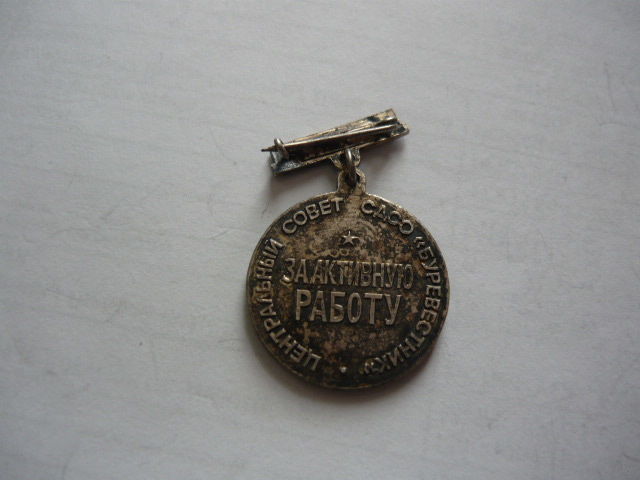 ЦЕНТРАЛЬНЫЙ СОВЕТ СДСО «БУРЕВЕСТНИК»
ЗА АКТИВНУЮ
РАБОТУ